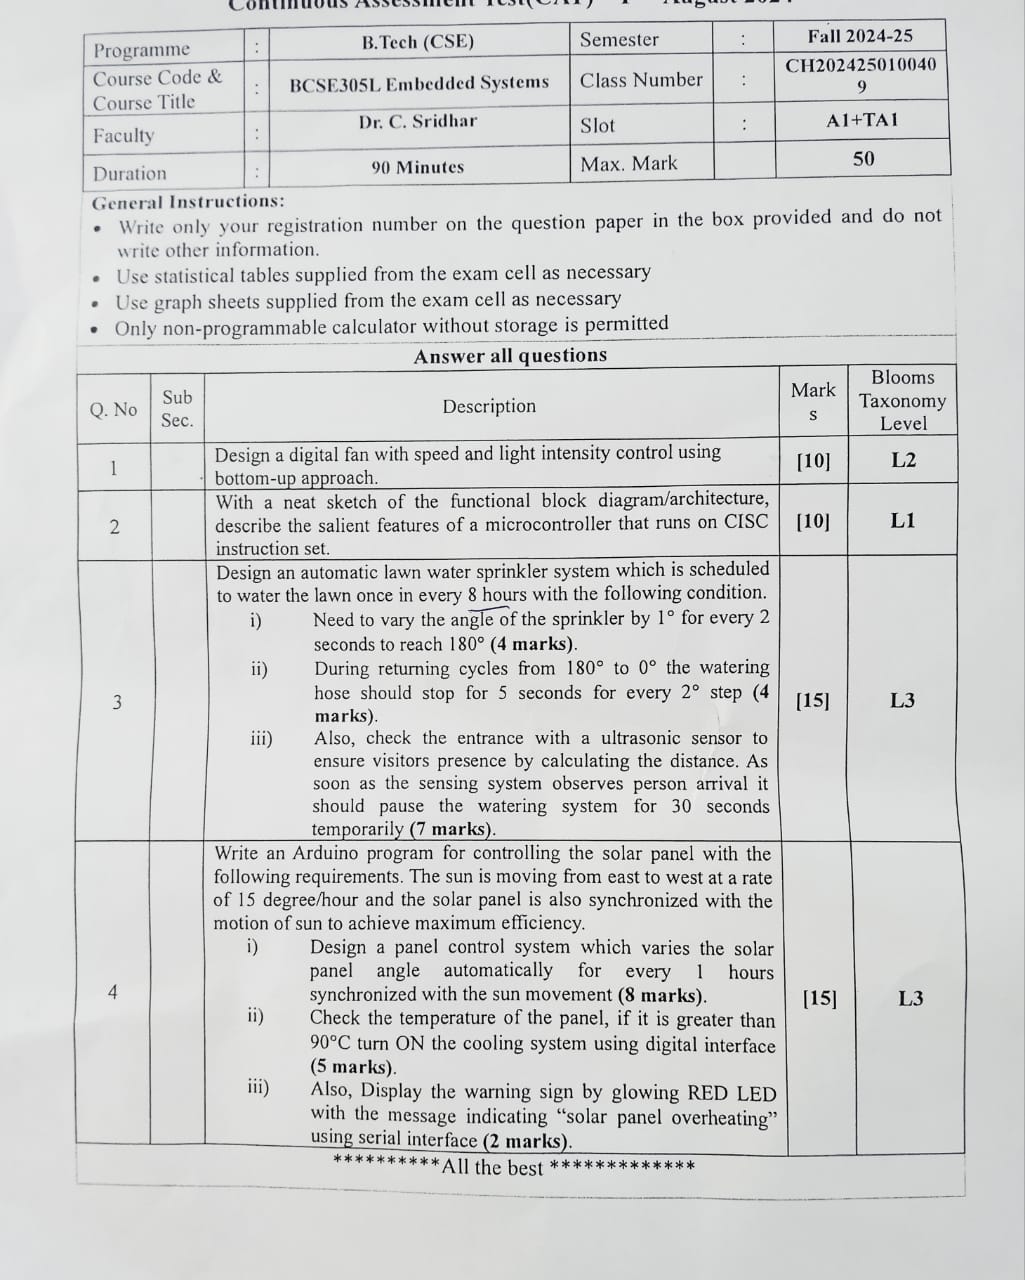 Programme : B.Tech (CSE) Semester : Fall 2024-25
Course Code & Course Title : BCSE305L Embedded Systems Class Number : CH2024250100409
Faculty : Dr. C. Sridhar Slot : A1+TA1
Duration : 90 Minutes Max. Mark 50
General Instructions:
• Write only your registration number on the question paper in the box provided and do not
write other information.
• Use statistical tables supplied from the exam cell as necessary
• Use graph sheets supplied from the exam cell as necessary
• Only non-programmable calculator without storage is permitted
Answer all questions
Q. No Sub Sec. Description Marks Blooms Taxonomy Level
1 Design a digital fan with speed and light intensity control using [10] L2
bottom-up approach.
With a neat sketch of the functional block diagram/architecture,
2 describe the salient features of a microcontroller that runs on CISC [10] L1
instruction set.
Design an automatic lawn water sprinkler system which is scheduled
to water the lawn once in every 8 hours with the following condition.
i) Need to vary the angle of the sprinkler by 1° for every 2
seconds to reach 180° (4 marks).
ii) During returning cycles from 180° to 0° the watering
hose should stop for 5 seconds for every 2° step (4
3 marks). [15] L3
iii) Also, check the entrance with a ultrasonic sensor to
ensure visitors presence by calculating the distance. As
soon as the sensing system observes person arrival it
should pause the watering system for 30 seconds
temporarily (7 marks).
Write an Arduino program for controlling the solar panel with the
following requirements. The sun is moving from east to west at a rate
of 15 degree/hour and the solar panel is also synchronized with the
motion of sun to achieve maximum efficiency.
i) Design a panel control system which varies the solar
panel angle automatically for every 1 hours
4 synchronized with the sun movement (8 marks). [15] L3
ii) Check the temperature of the panel, if it is greater than
90°C turn ON the cooling system using digital interface
(5 marks).
iii) Also, Display the warning sign by glowing RED LED
with the message indicating “solar panel overheating”
using serial interface (2 marks).
**********All the best *************